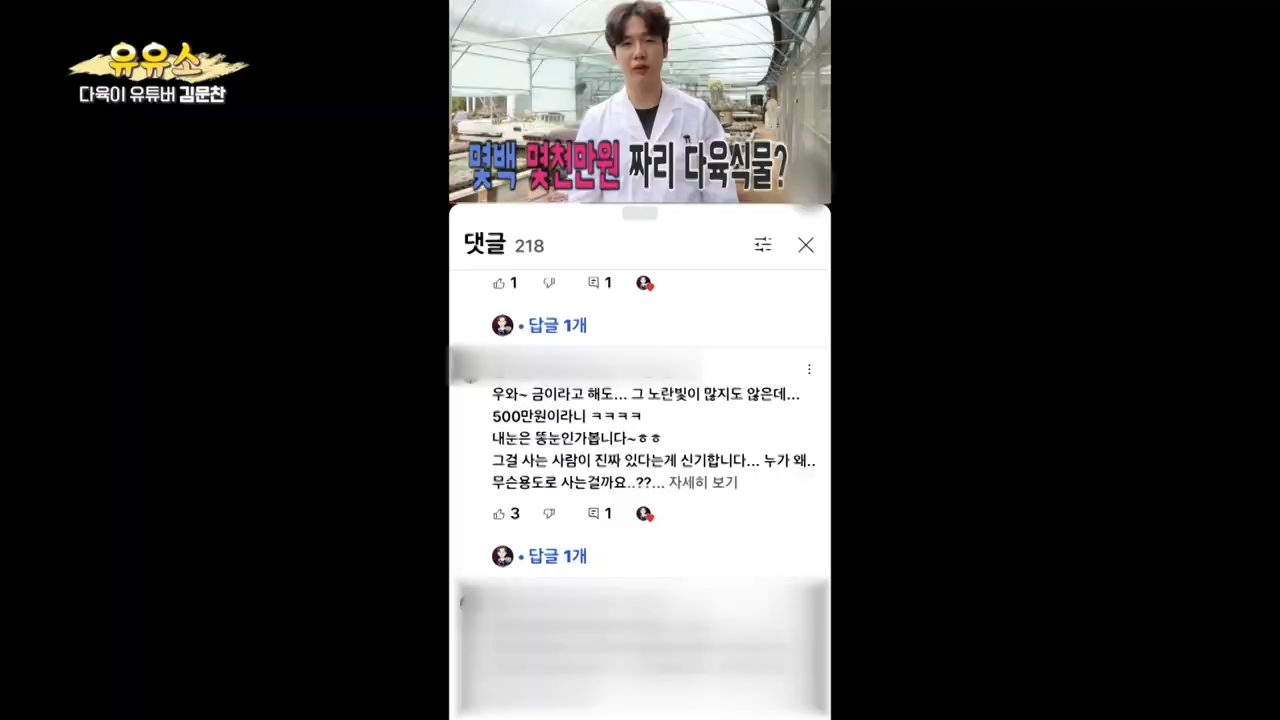 유유소
다육이 유튜버 김문찬
몇백 몇천만원 짜리 다육식물?
댓글 218
1 1
• 답글 1개
우와~ 금이라고 해도... 그 노란빛이 많지도 않은데...
500만원이라니 ㅋㅋㅋㅋ
내눈은 똥눈인가봅니다~ㅎㅎ
그걸 사는 사람이 진짜 있다는게 신기합니다... 누가 왜..
무슨용도로 사는걸까요..??... 자세히 보기
3 1
• 답글 1개